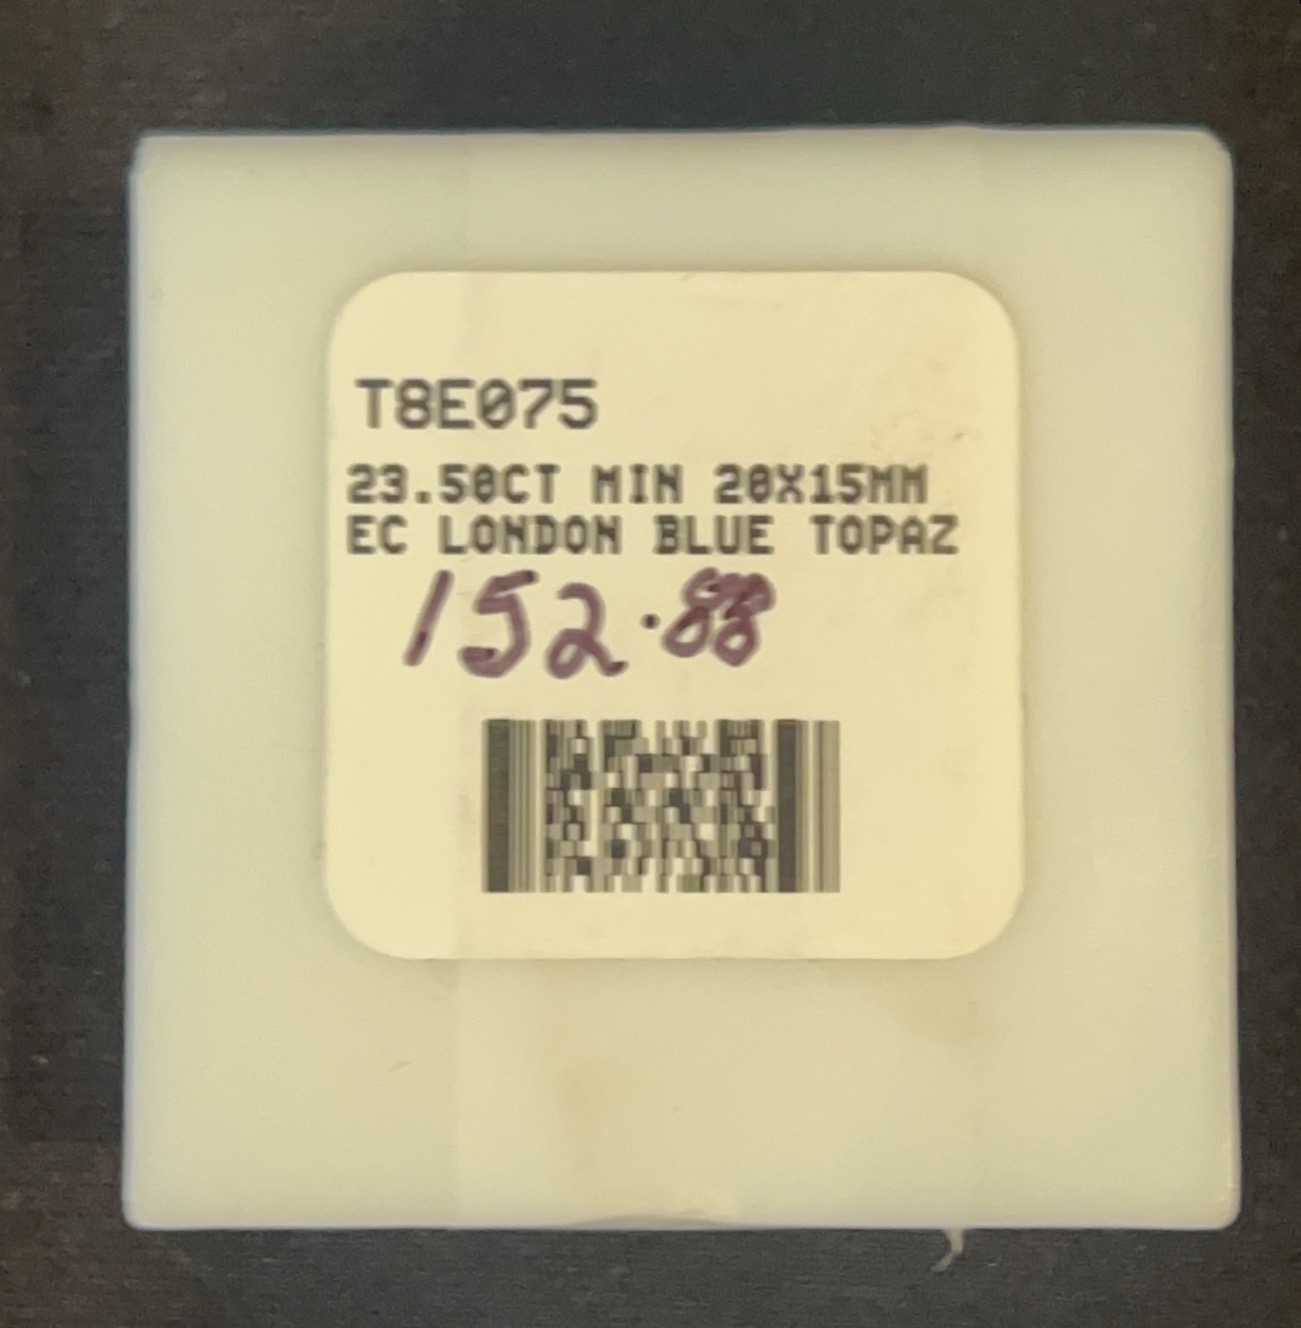 T8E075
23.50CT MIN 20X15MM
EC LONDON BLUE TOPAZ
152.88